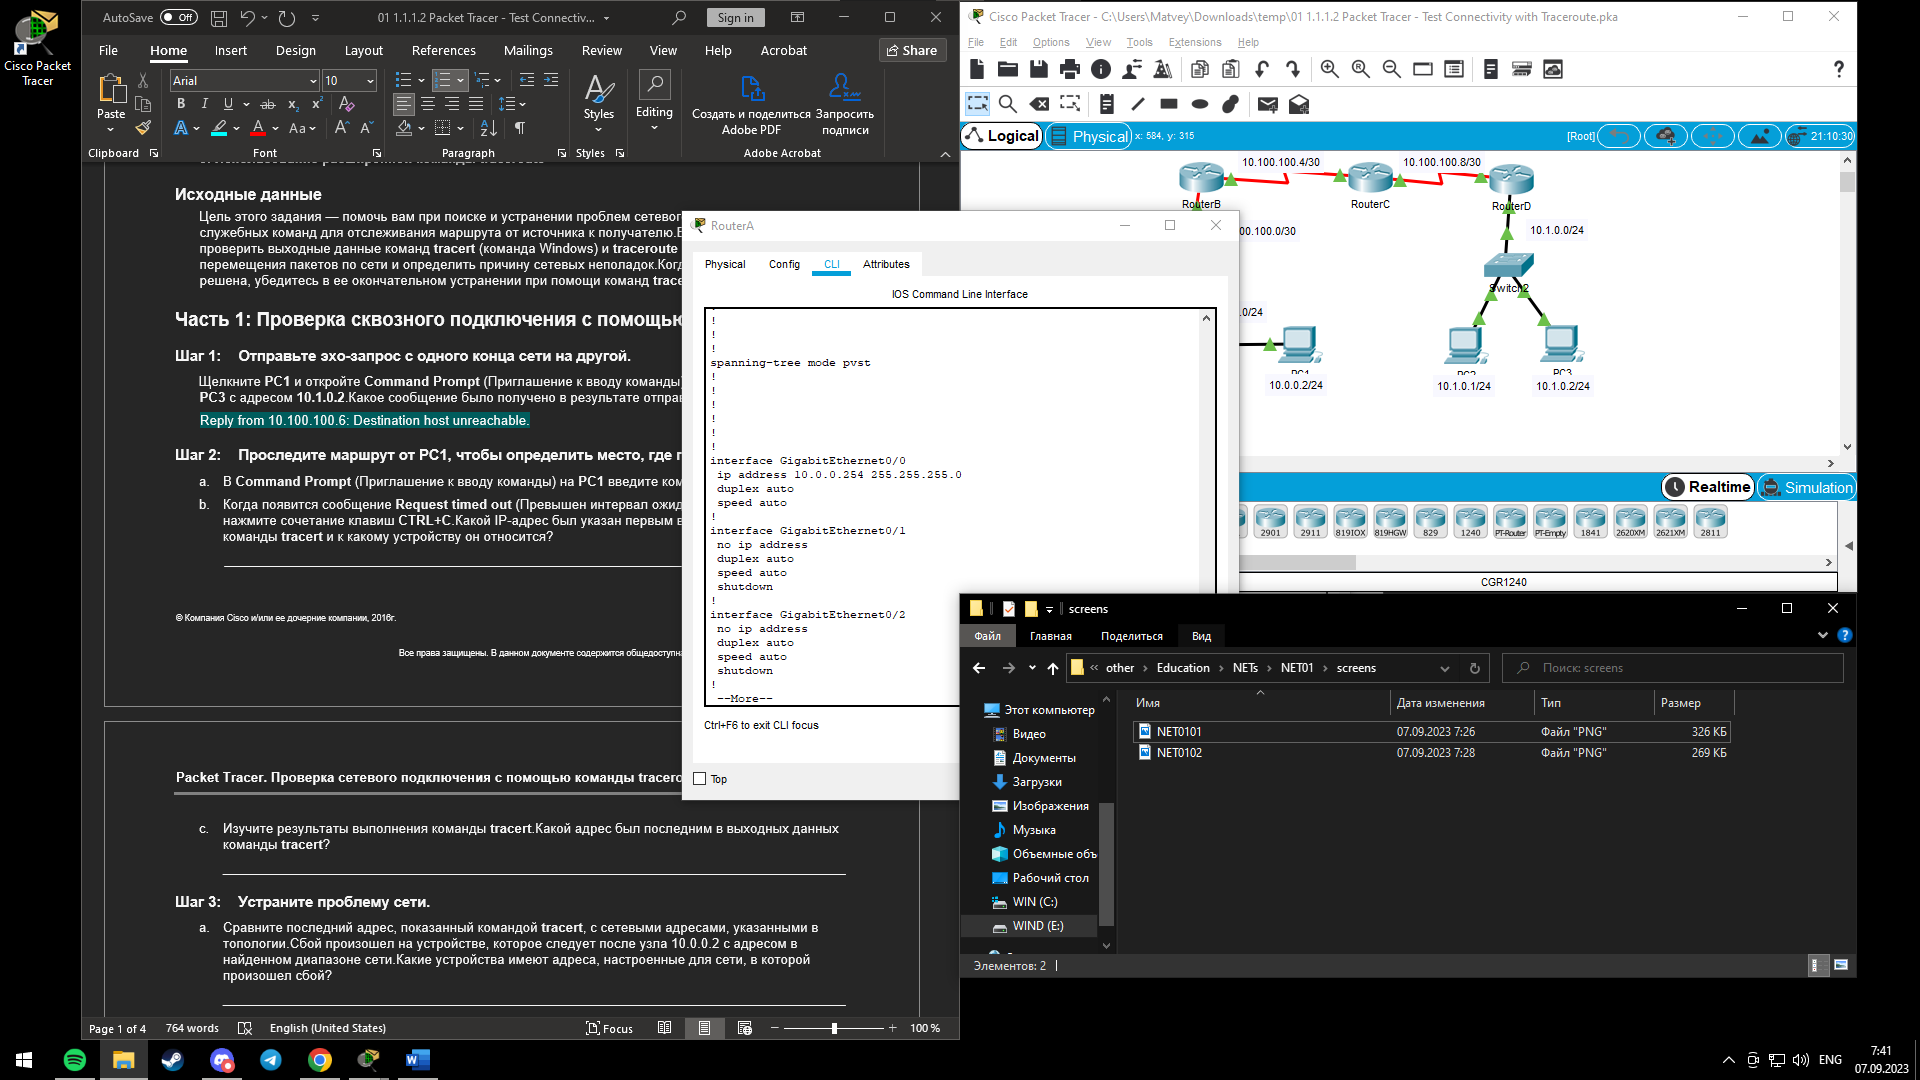 Cisco Packet
Tracer
AutoSave
Off
01 1.1.1.2 Packet Tracer - Test Connectiv...
Sign in
File
Home
Insert
Design
Layout
References
Mailings
Review
View
Help
Acrobat
Share
Paste
Clipboard
Arial
10
Font
Paragraph
Styles
Styles
Editing
Создать и поделиться
Adobe PDF
Запросить
подписи
Adobe Acrobat
Исходные данные
Цель этого задания — помочь вам при поиске и устранении проблем сетевог
служебных команд для отслеживания маршрута от источника к получателю.
проверить выходные данные команд tracert (команда Windows) и traceroute
перемещения пакетов по сети и определить причину сетевых неполадок.Ког
решена, убедитесь в ее окончательном устранении при помощи команд trace
Часть 1: Проверка сквозного подключения с помощью
Шаг 1: Отправьте эхо-запрос с одного конца сети на другой.
Щелкните PC1 и откройте Command Prompt (Приглашение к вводу команды)
PC3 с адресом 10.1.0.2.Какое сообщение было получено в результате отпра
Reply from 10.100.100.6: Destination host unreachable.
Шаг 2: Проследите маршрут от PC1, чтобы определить место, где п
a. В Command Prompt (Приглашение к вводу команды) на PC1 введите ком
b. Когда появится сообщение Request timed out (Превышен интервал ожид
нажмите сочетание клавиш CTRL+C.Какой IP-адрес был указан первым в
команды tracert и к какому устройству он относится?
© Компания Cisco и/или ее дочерние компании, 2016г.
Все права защищены. В данном документе содержится общедоступна
Packet Tracer. Проверка сетевого подключения с помощью команды tracero
c. Изучите результаты выполнения команды tracert.Какой адрес был последним в выходных данных
команды tracert?
Шаг 3: Устраните проблему сети.
a. Сравните последний адрес, показанный командой tracert, с сетевыми адресами, указанными в
топологии.Сбой произошел на устройстве, которое следует после узла 10.0.0.2 с адресом в
найденном диапазоне сети.Какие устройства имеют адреса, настроенные для сети, в которой
произошел сбой?
Page 1 of 4
764 words
English (United States)
Focus
100 %
Cisco Packet Tracer - C:\Users\Matvey\Downloads\temp\01 1.1.1.2 Packet Tracer - Test Connectivity with Traceroute.pka
File
Edit
Options
View
Tools
Extensions
Help
Logical
Physical
x: 584, y: 315
[Root]
21:10:30
10.100.100.4/30
10.100.100.8/30
RouterB
RouterC
RouterD
00.100.0/30
10.1.0.0/24
Switch2
.0/24
PC1
10.0.0.2/24
PC2
10.1.0.1/24
PC3
10.1.0.2/24
Realtime
Simulation
2901
2911
819IOX
819HGW
829
1240
PT-Router
PT-Empty
1841
2620XM
2621XM
2811
CGR1240
RouterA
Physical
Config
CLI
Attributes
IOS Command Line Interface
!
!
!
spanning-tree mode pvst
!
!
!
!
!
!
interface GigabitEthernet0/0
ip address 10.0.0.254 255.255.255.0
duplex auto
speed auto
!
interface GigabitEthernet0/1
no ip address
duplex auto
speed auto
shutdown
!
interface GigabitEthernet0/2
no ip address
duplex auto
speed auto
shutdown
!
--More--
Ctrl+F6 to exit CLI focus
Top
screens
Файл
Главная
Поделиться
Вид
other
Education
NETs
NET01
screens
Поиск: screens
Этот компьютер
Видео
Документы
Загрузки
Изображения
Музыка
Объемные объ
Рабочий стол
WIN (C:)
WIND (E:)
Имя
Дата изменения
Тип
Размер
NET0101
07.09.2023 7:26
Файл "PNG"
326 КБ
NET0102
07.09.2023 7:28
Файл "PNG"
269 КБ
Элементов: 2
ENG
7:41
07.09.2023